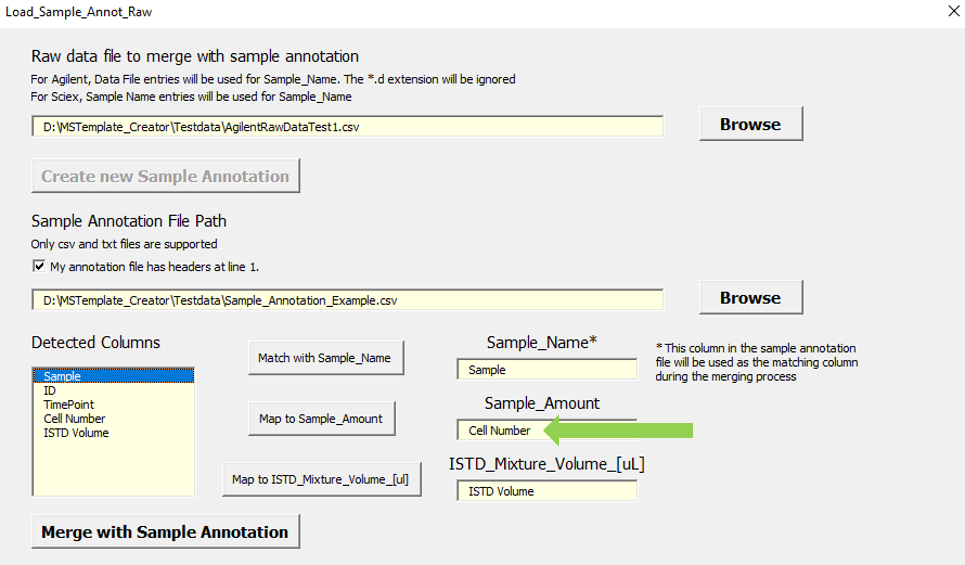 Load_Sample_Annot_Raw
Raw data file to merge with sample annotation
For Agilent, Data File entries will be used for Sample_Name. The *.d extension will be ignored
For Sciex, Sample Name entries will be used for Sample_Name
D:\MSTemplate_Creator\Testdata\AgilentRawDataTest1.csv
Browse
Create new Sample Annotation
Sample Annotation File Path
Only csv and txt files are supported
My annotation file has headers at line 1.
D:\MSTemplate_Creator\Testdata\Sample_Annotation_Example.csv
Browse
Detected Columns
Sample
ID
TimePoint
Cell Number
ISTD Volume
Match with Sample_Name
Map to Sample_Amount
Map to ISTD_Mixture_Volume_[ul]
Sample_Name*
Sample
Sample_Amount
Cell Number
ISTD_Mixture_Volume_[uL]
ISTD Volume
* This column in the sample annotation
file will be used as the matching column
during the merging process
Merge with Sample Annotation